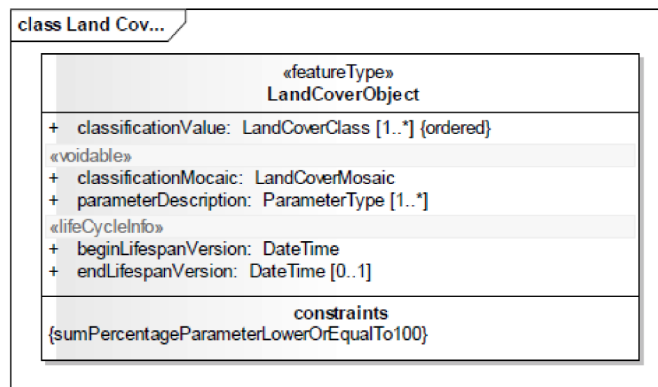 class Land Cov...
«featureType»
LandCoverObject
+ classificationValue: LandCoverClass [1..*] {ordered}
«voidable»
+ classificationMocaic: LandCoverMosaic
+ parameterDescription: ParameterType [1..*]
«lifeCycleInfo»
+ beginLifespanVersion: DateTime
+ endLifespanVersion: DateTime [0..1]
constraints
{sumPercentageParameterLowerOrEqualTo100}